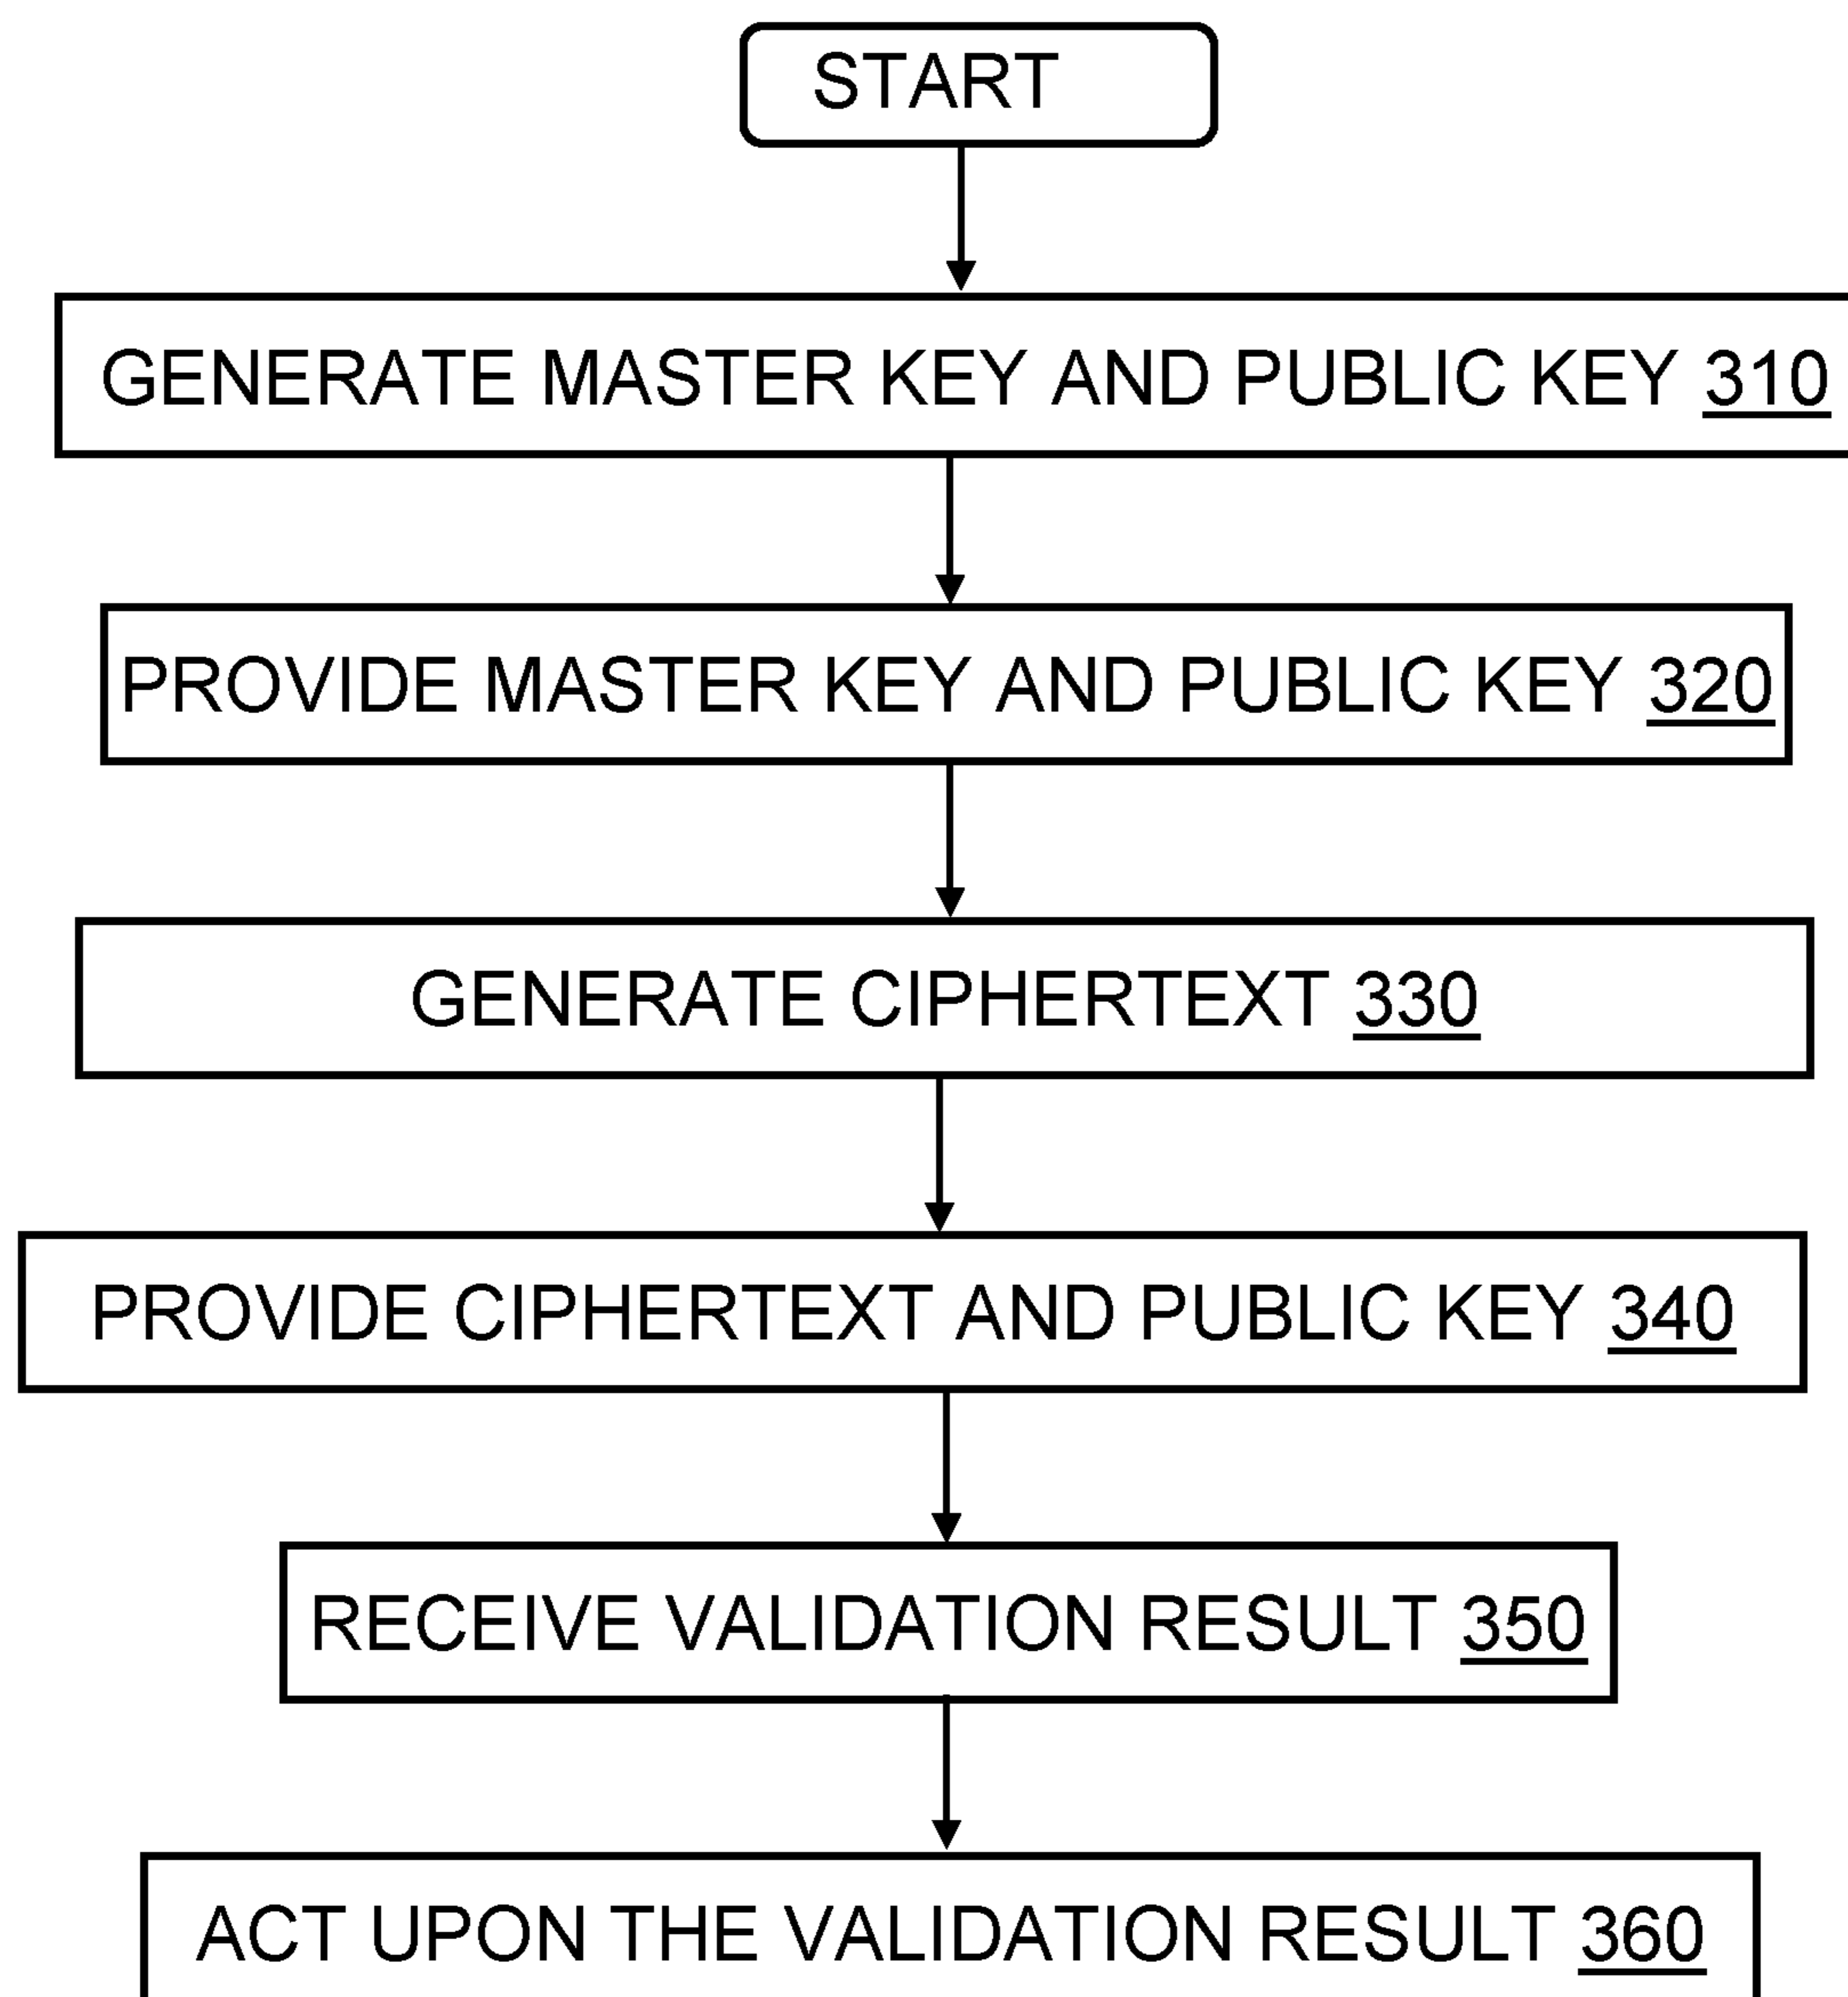 START
GENERATE MASTER KEY AND PUBLIC KEY 310
PROVIDE MASTER KEY AND PUBLIC KEY 320
GENERATE CIPHERTEXT 330
PROVIDE CIPHERTEXT AND PUBLIC KEY 340
RECEIVE VALIDATION RESULT 350
ACT UPON THE VALIDATION RESULT 360